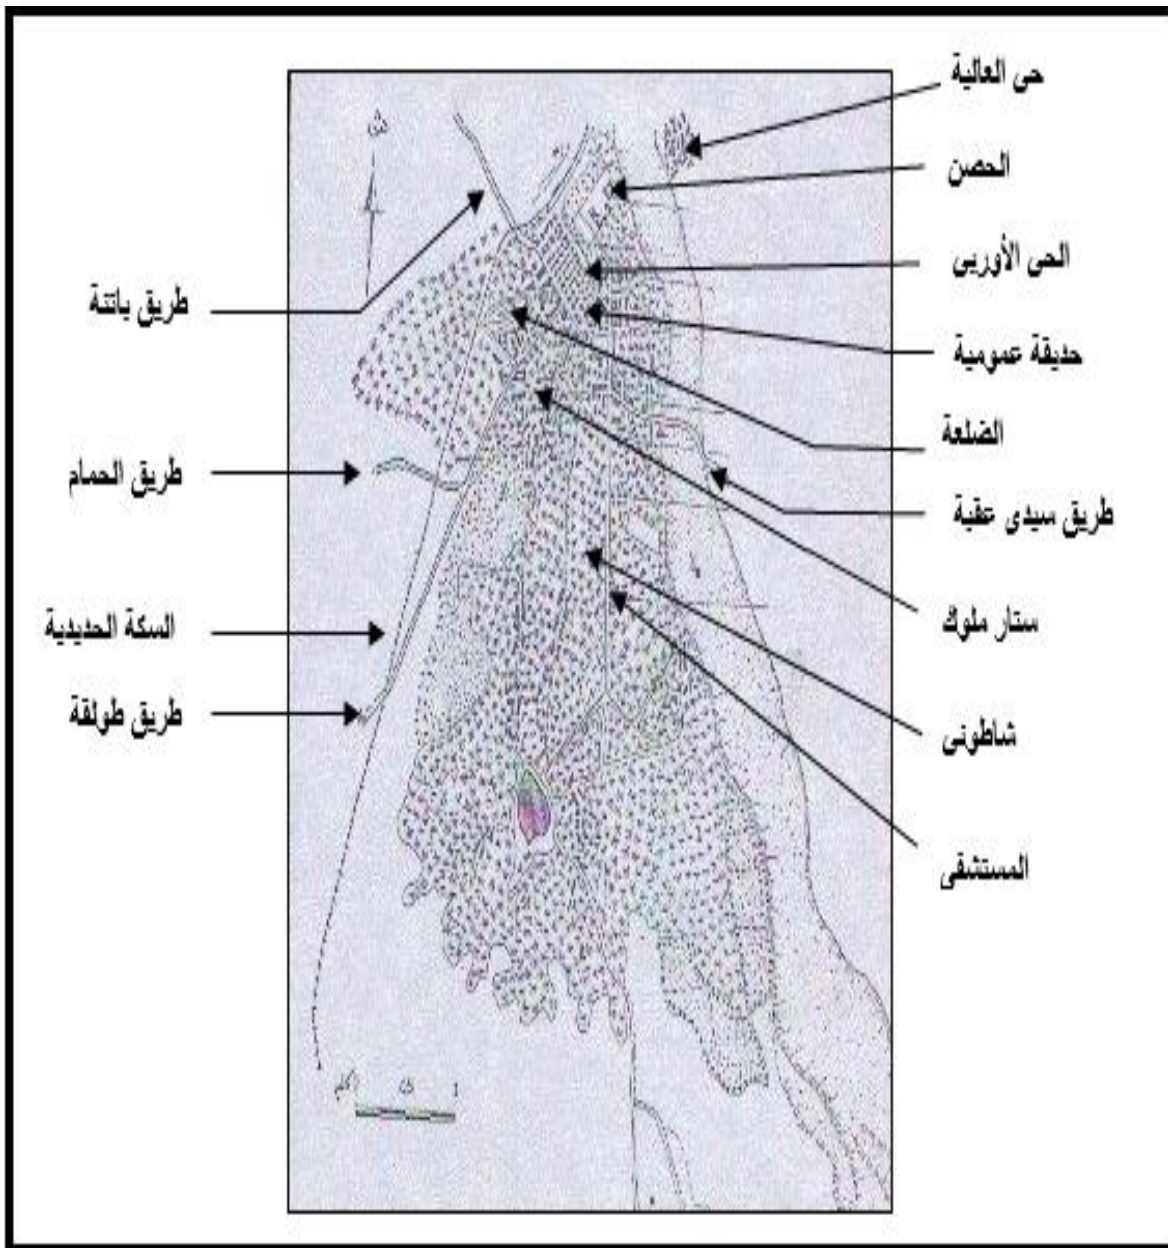 حى العالية
الحصن
الحى الأوربى
حديقة عمومية
الضلعة
طريق سيدى عقبة
ستار ملوك
شاطونى
المستشفى
طريق باتنة
طريق الحمام
السكة الحديدية
طريق طولقة